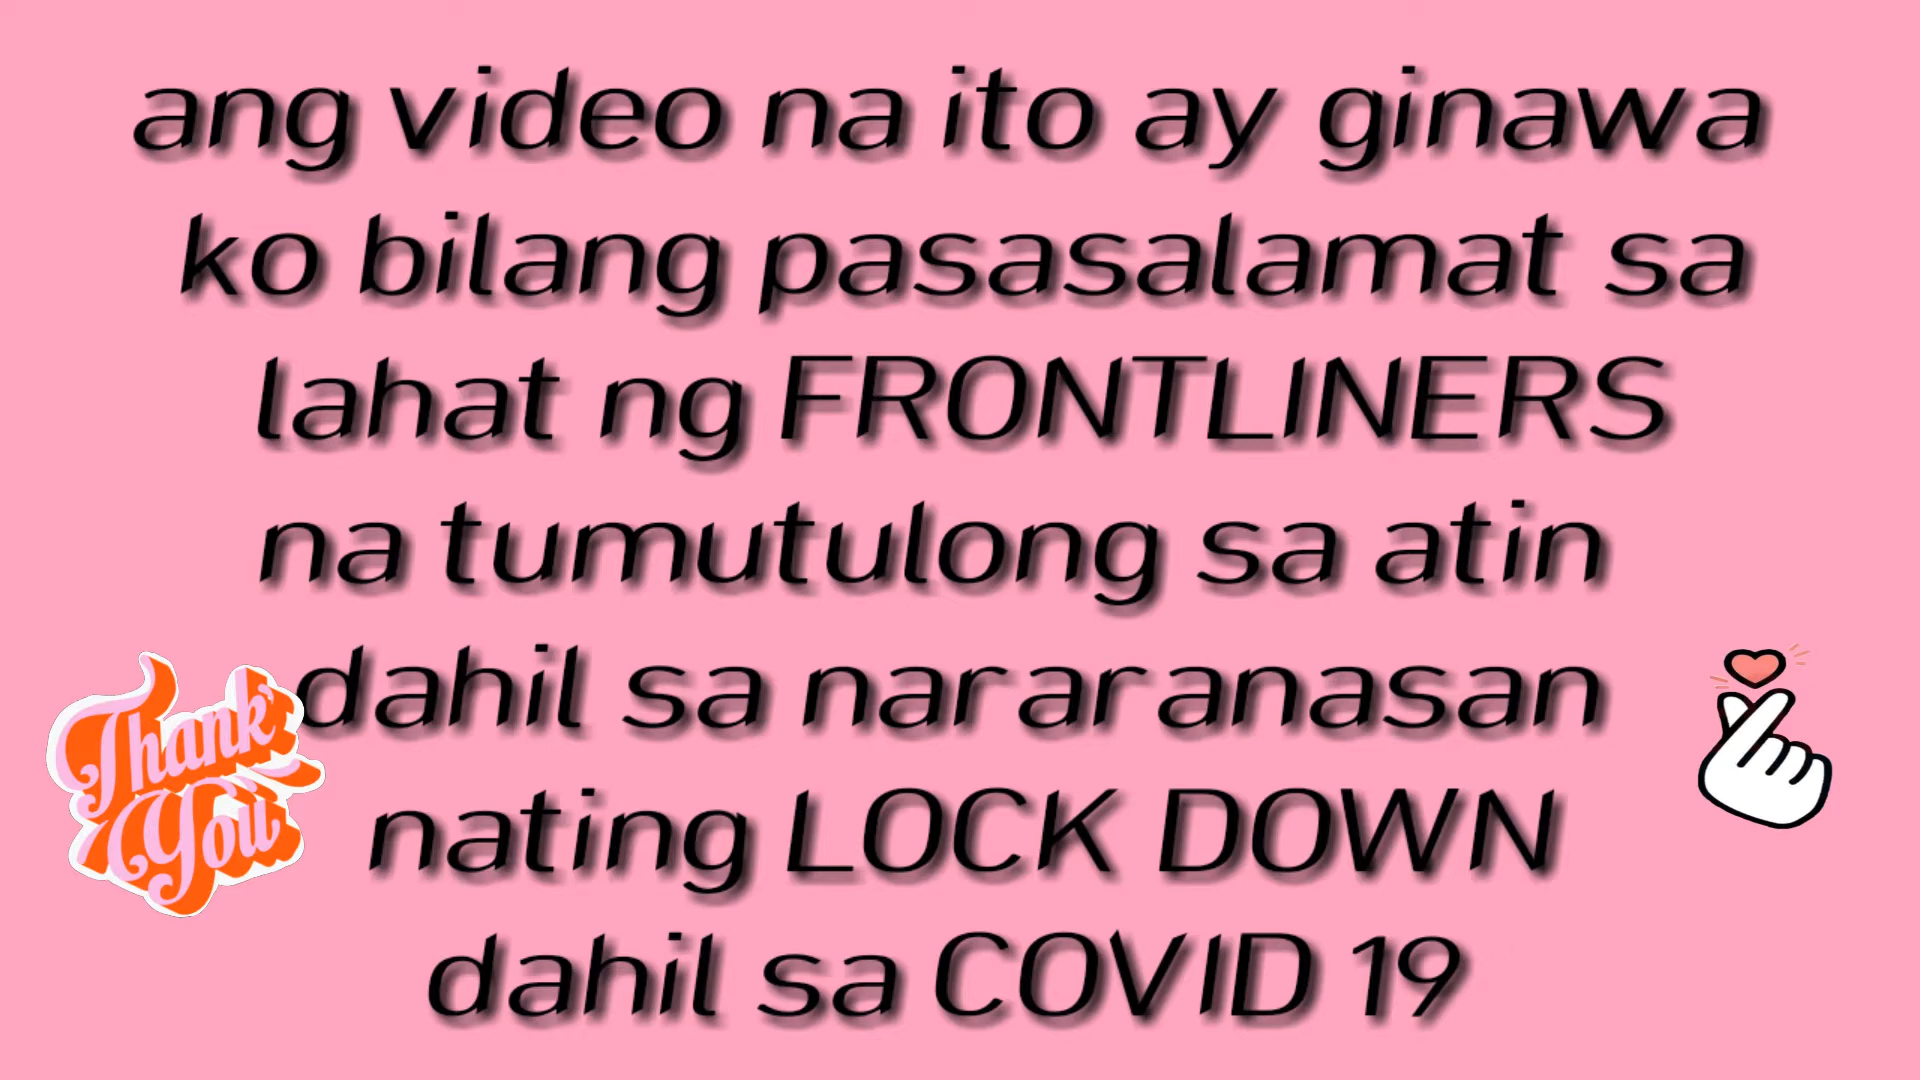 ang video na ito ay ginawa
ko bilang pasasalamat sa
lahat ng FRONTLINERS
na tumutulong sa atin
dahil sa nararanasan
nating LOCK DOWN
dahil sa COVID 19
Thank
You